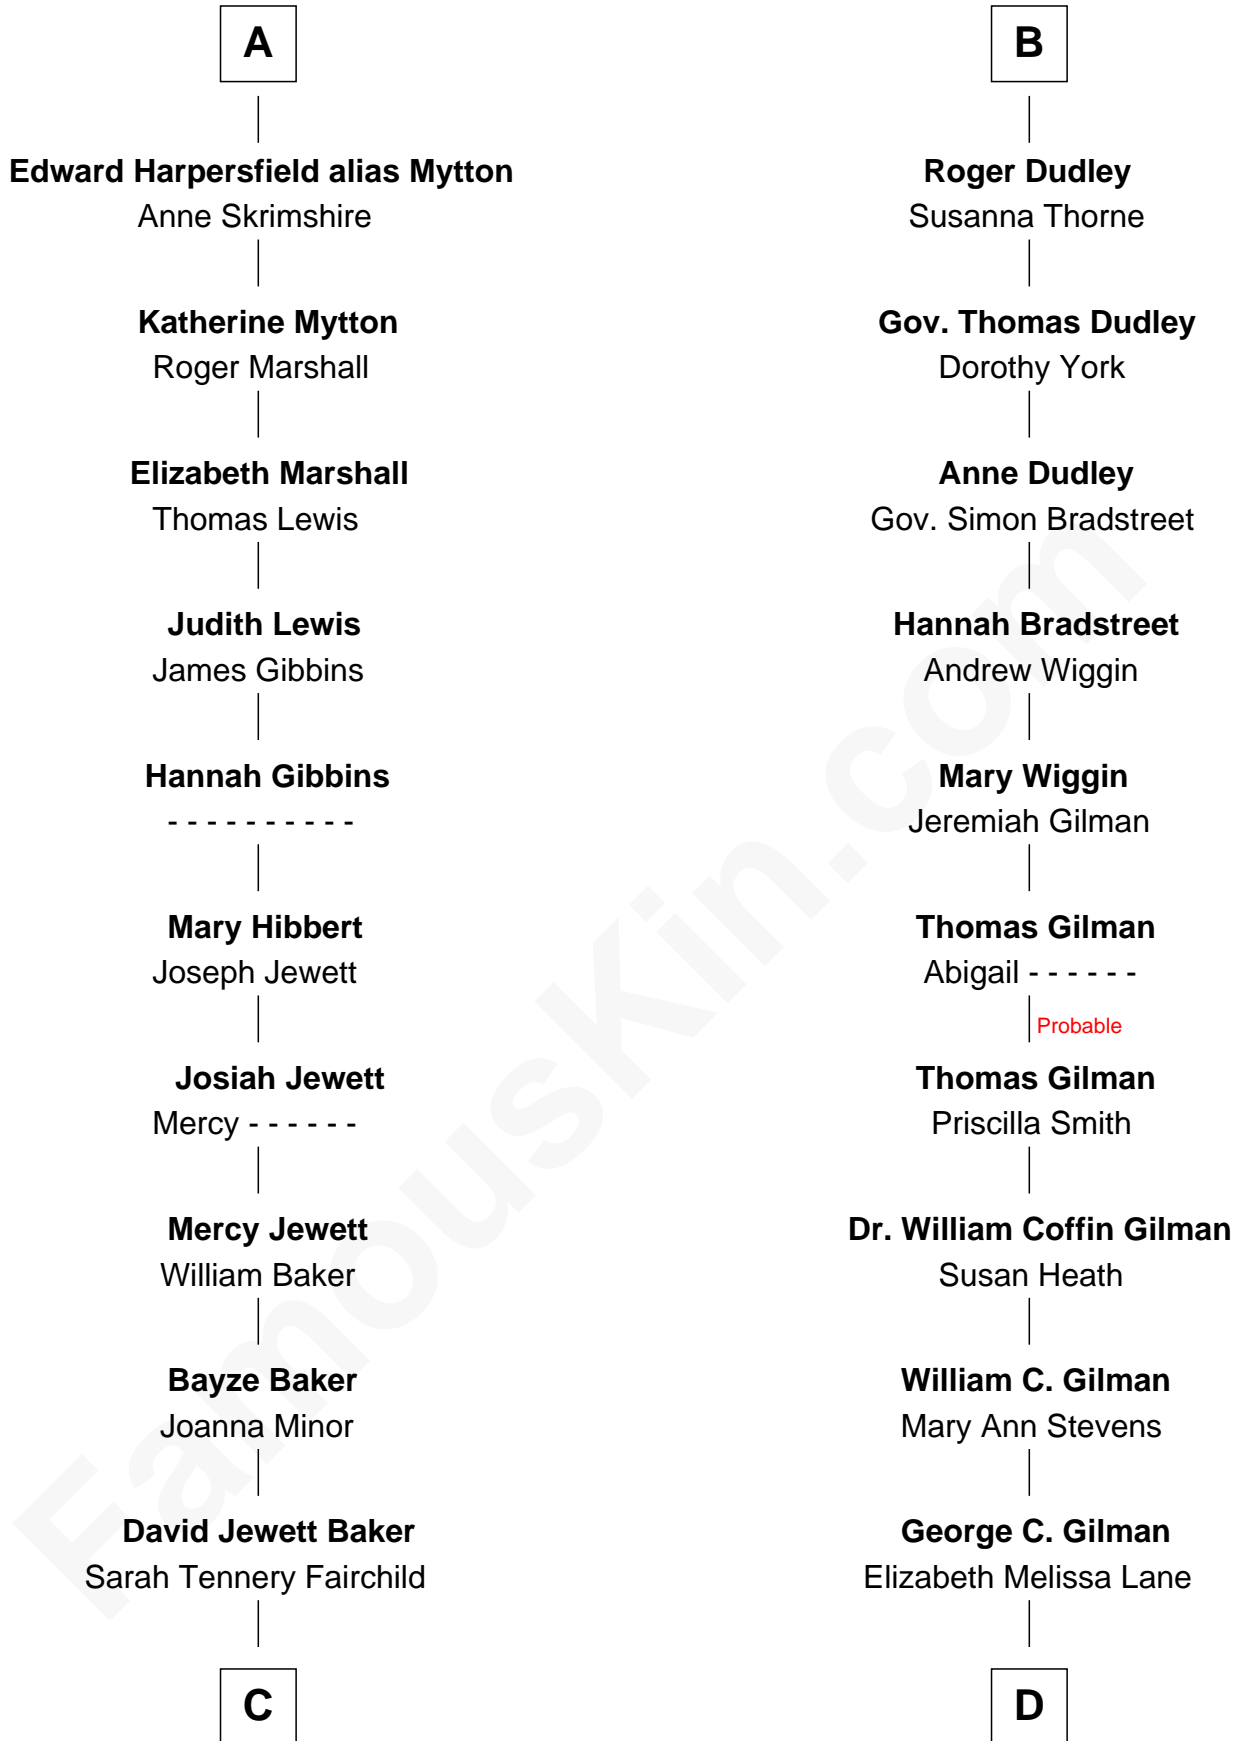 A
Edward Harpersfield alias Mytton
Anne Skrimshire
Katherine Mytton
Roger Marshall
Elizabeth Marshall
Thomas Lewis
Judith Lewis
James Gibbins
Hannah Gibbins
- - - - - - - - - -
Mary Hibbert
Joseph Jewett
Josiah Jewett
Mercy - - - - - -
Mercy Jewett
William Baker
Bayze Baker
Joanna Minor
David Jewett Baker
Sarah Tennery Fairchild
C
B
Roger Dudley
Susanna Thorne
Gov. Thomas Dudley
Dorothy York
Anne Dudley
Gov. Simon Bradstreet
Hannah Bradstreet
Andrew Wiggin
Mary Wiggin
Jeremiah Gilman
Thomas Gilman
Abigail - - - - - -
Probable
Thomas Gilman
Priscilla Smith
Dr. William Coffin Gilman
Susan Heath
William C. Gilman
Mary Ann Stevens
George C. Gilman
Elizabeth Melissa Lane
D
FamousKin.com